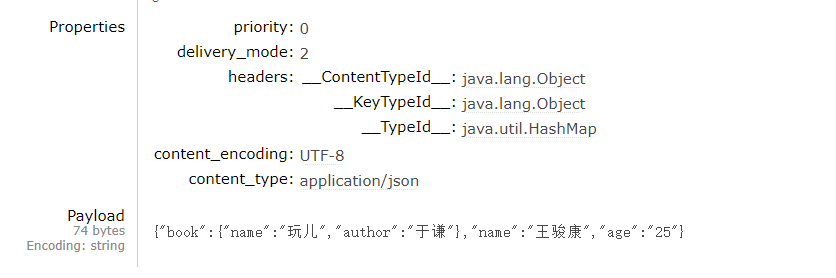 Properties
priority: 0
delivery_mode: 2
headers: __ContentTypeId__: java.lang.Object
__KeyTypeId__: java.lang.Object
__TypeId__: java.util.HashMap
content_encoding: UTF-8
content_type: application/json
Payload
74 bytes
Encoding: string
{"book":{"name":"玩儿","author":"于谦"},"name":"王骏康","age":"25"}